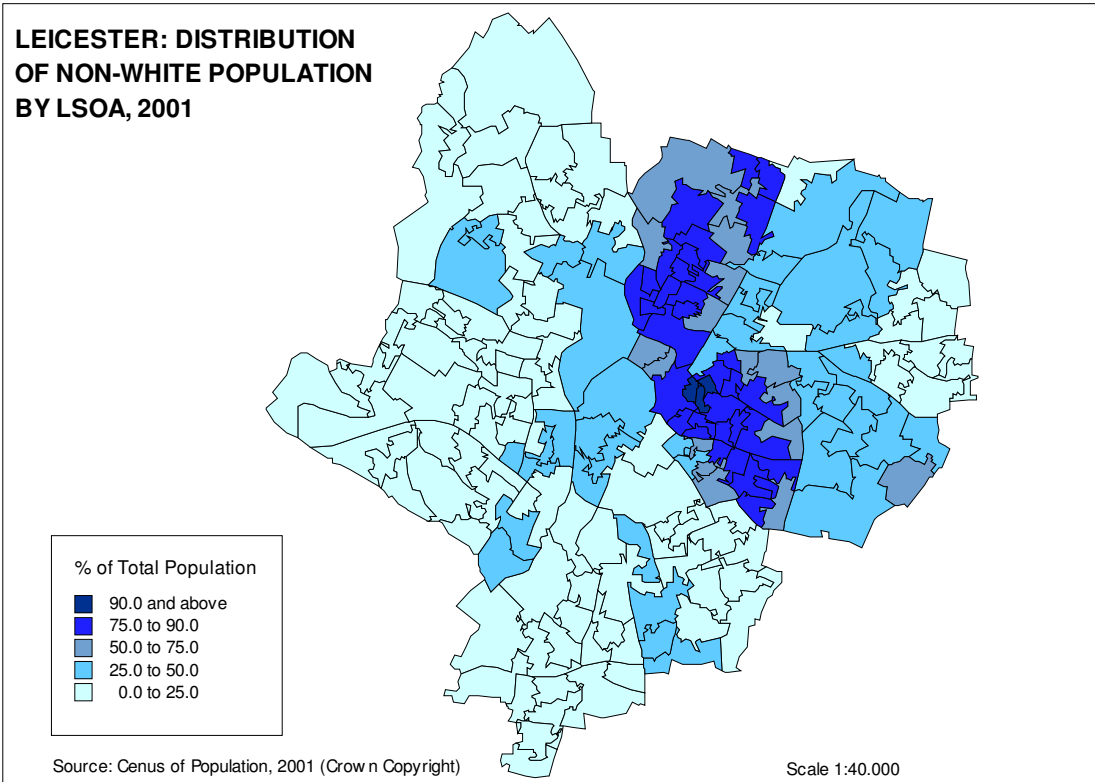 LEICESTER: DISTRIBUTION
OF NON-WHITE POPULATION
BY LSOA, 2001
% of Total Population
90.0 and above
75.0 to 90.0
50.0 to 75.0
25.0 to 50.0
0.0 to 25.0
Source: Cenus of Population, 2001 (Crown Copyright)
Scale 1:40.000